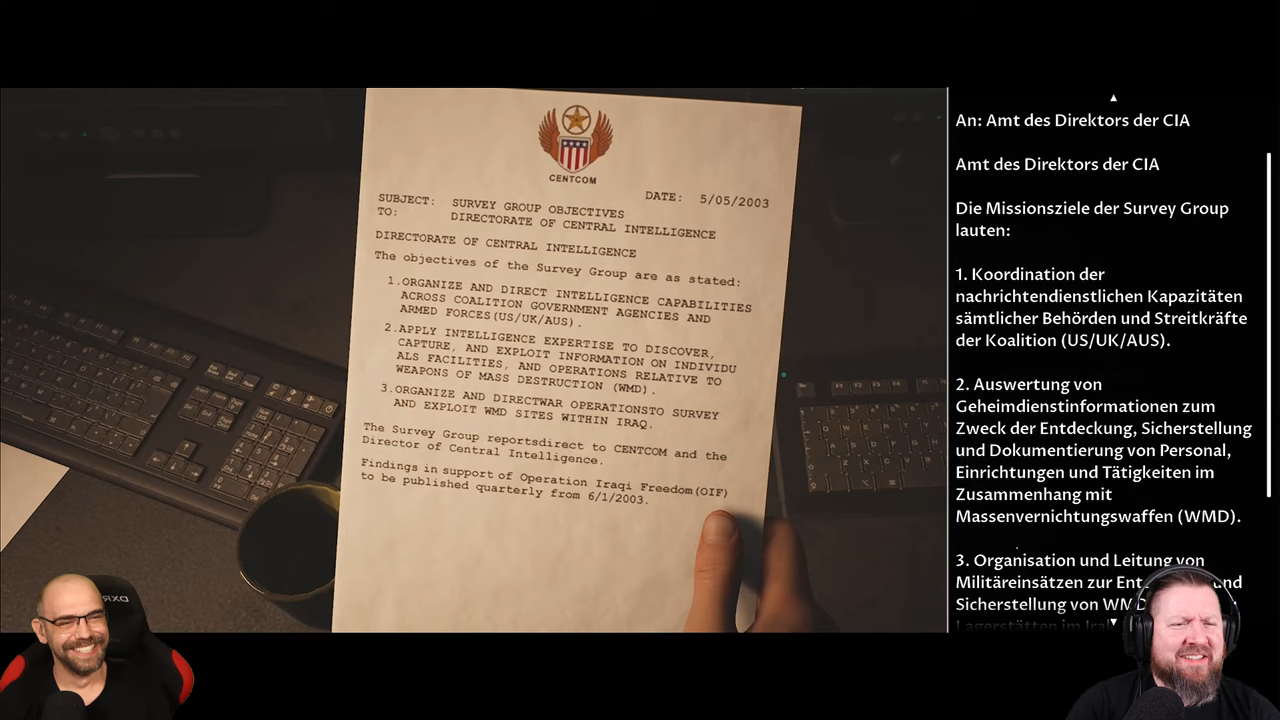 CENTCOM
DATE: 5/05/2003
SUBJECT: SURVEY GROUP OBJECTIVES
TO: DIRECTORATE OF CENTRAL INTELLIGENCE
DIRECTORATE OF CENTRAL INTELLIGENCE
The objectives of the Survey Group are as stated:
1.ORGANIZE AND DIRECT INTELLIGENCE CAPABILITIES
ACROSS COALITION GOVERNMENT AGENCIES AND
ARMED FORCES(US/UK/AUS).
2.APPLY INTELLIGENCE EXPERTISE TO DISCOVER,
CAPTURE, AND EXPLOIT INFORMATION ON INDIVIDU
ALS FACILITIES, AND OPERATIONS RELATIVE TO
WEAPONS OF MASS DESTRUCTION (WMD).
3.ORGANIZE AND DIRECTWAR OPERATIONSTO SURVEY
AND EXPLOIT WMD SITES WITHIN IRAQ.
The Survey Group reportsdirect to CENTCOM and the
Director of Central Intelligence.
Findings in support of Operation Iraqi Freedom(OIF)
to be published quarterly from 6/1/2003.
An: Amt des Direktors der CIA
Amt des Direktors der CIA
Die Missionsziele der Survey Group
lauten:
1. Koordination der
nachrichtendienstlichen Kapazitäten
sämtlicher Behörden und Streitkräfte
der Koalition (US/UK/AUS).
2. Auswertung von
Geheimdienstinformationen zum
Zweck der Entdeckung, Sicherstellung
und Dokumentierung von Personal,
Einrichtungen und Tätigkeiten im
Zusammenhang mit
Massenvernichtungswaffen (WMD).
3. Organisation und Leitung von
Militäreinsätzen zur und
Sicherstellung von
Lagerstätten im
DXR